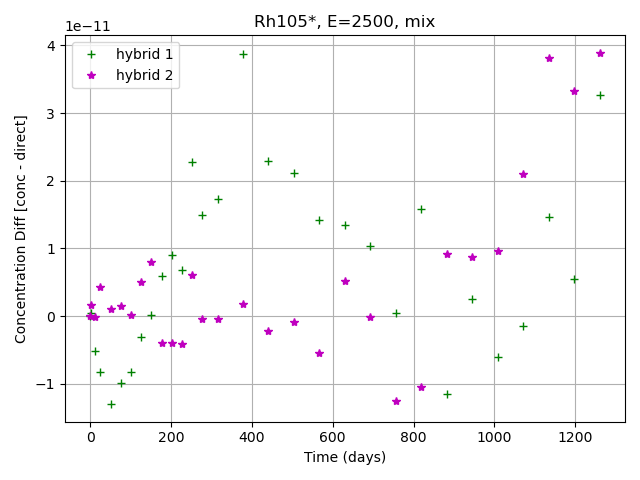 Rh105*, E=2500, mix
1e−11
hybrid 1
hybrid 2
4
3
2
1
0
−1
Concentration Diff [conc - direct]
0 200 400 600 800 1000 1200
Time (days)